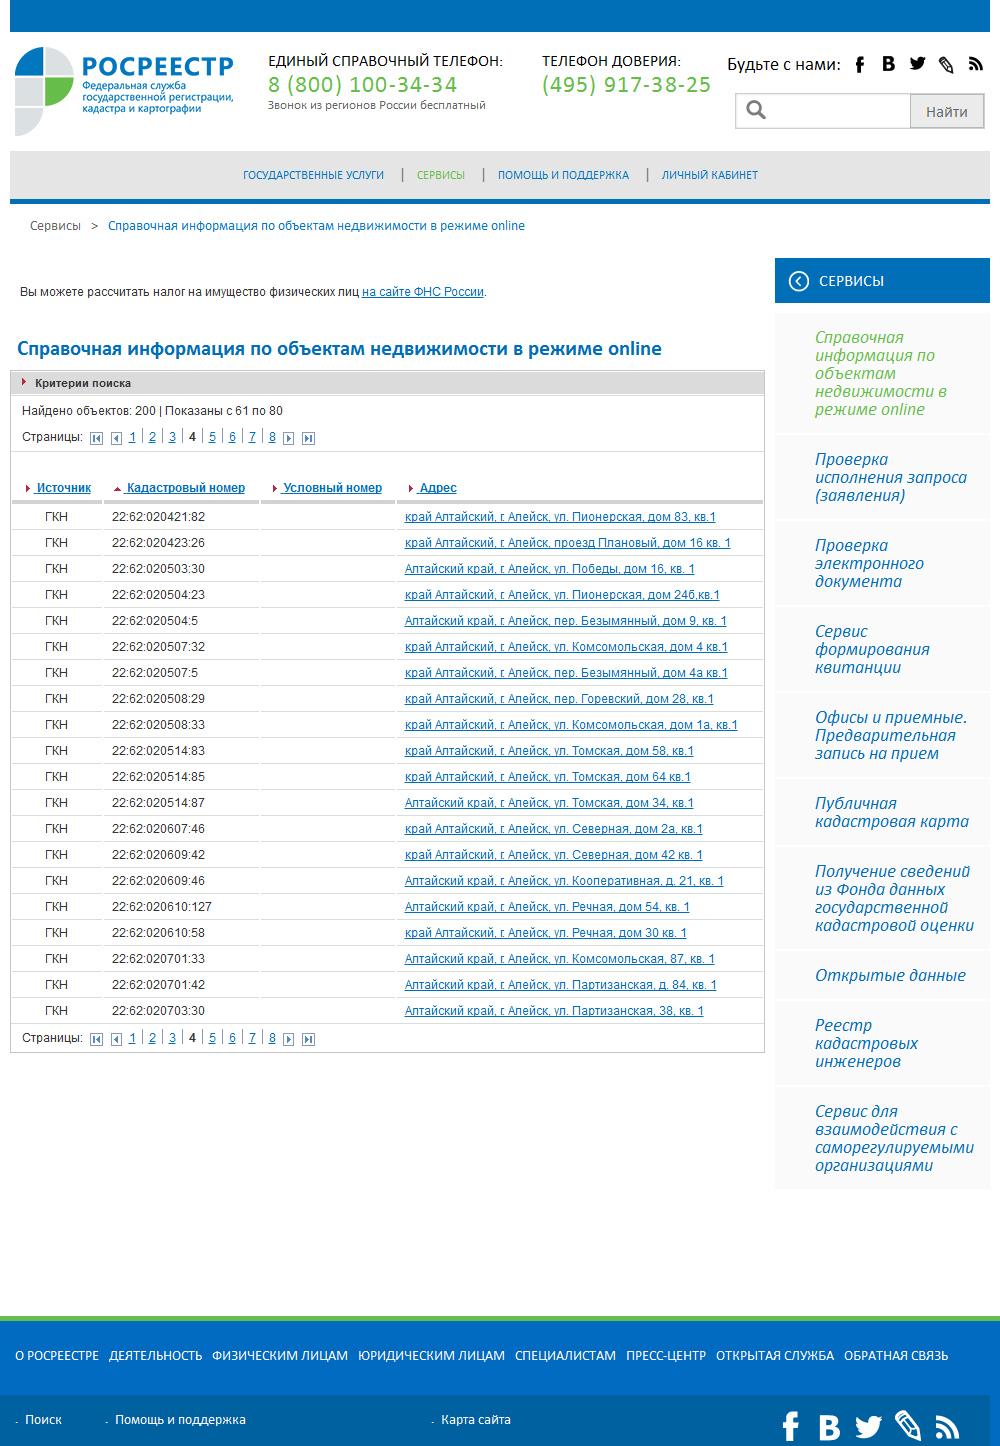 РОСРЕЕСТР
Федеральная служба
государственной регистрации,
кадастра и картографии
ЕДИНЫЙ СПРАВОЧНЫЙ ТЕЛЕФОН:
8 (800) 100-34-34
Звонок из регионов России бесплатный
ТЕЛЕФОН ДОВЕРИЯ:
(495) 917-38-25
Будьте с нами:
Найти
ГОСУДАРСТВЕННЫЕ УСЛУГИ | СЕРВИСЫ | ПОМОЩЬ И ПОДДЕРЖКА | ЛИЧНЫЙ КАБИНЕТ
Сервисы > Справочная информация по объектам недвижимости в режиме online
Вы можете рассчитать налог на имущество физических лиц на сайте ФНС России.
Справочная информация по объектам недвижимости в режиме online
Критерии поиска
Найдено объектов: 200 | Показаны с 61 по 80
Страницы: 1 | 2 | 3 | 4 | 5 | 6 | 7 | 8
Источник Кадастровый номер Условный номер Адрес
ГКН 22:62:020421:82 край Алтайский, г. Алейск, ул. Пионерская, дом 83, кв.1
ГКН 22:62:020423:26 край Алтайский, г. Алейск, проезд Плановый, дом 16 кв. 1
ГКН 22:62:020503:30 Алтайский край, г. Алейск, ул. Победы, дом 16, кв. 1
ГКН 22:62:020504:23 край Алтайский, г. Алейск, ул. Пионерская, дом 24б,кв.1
ГКН 22:62:020504:5 Алтайский край, г. Алейск, пер. Безымянный, дом 9, кв. 1
ГКН 22:62:020507:32 край Алтайский, г. Алейск, ул. Комсомольская, дом 4 кв.1
ГКН 22:62:020507:5 край Алтайский, г. Алейск, пер. Безымянный, дом 4а кв.1
ГКН 22:62:020508:29 край Алтайский, г. Алейск, пер. Горевский, дом 28, кв.1
ГКН 22:62:020508:33 край Алтайский, г. Алейск, ул. Комсомольская, дом 1а, кв.1
ГКН 22:62:020514:83 край Алтайский, г. Алейск, ул. Томская, дом 58, кв.1
ГКН 22:62:020514:85 край Алтайский, г. Алейск, ул. Томская, дом 64 кв.1
ГКН 22:62:020514:87 Алтайский край, г. Алейск, ул. Томская, дом 34, кв.1
ГКН 22:62:020607:46 край Алтайский, г. Алейск, ул. Северная, дом 2а, кв.1
ГКН 22:62:020609:42 край Алтайский, г. Алейск, ул. Северная, дом 42 кв. 1
ГКН 22:62:020609:46 Алтайский край, г. Алейск, ул. Кооперативная, д. 21, кв. 1
ГКН 22:62:020610:127 Алтайский край, г. Алейск, ул. Речная, дом 54, кв. 1
ГКН 22:62:020610:58 край Алтайский, г. Алейск, ул. Речная, дом 30 кв. 1
ГКН 22:62:020701:33 Алтайский край, г. Алейск, ул. Комсомольская, 87, кв. 1
ГКН 22:62:020701:42 Алтайский край, г. Алейск, ул. Партизанская, д. 84, кв. 1
ГКН 22:62:020703:30 Алтайский край, г. Алейск, ул. Партизанская, 38, кв. 1
Страницы: 1 | 2 | 3 | 4 | 5 | 6 | 7 | 8
СЕРВИСЫ
Справочная
информация по
объектам
недвижимости в
режиме online
Проверка
исполнения запроса
(заявления)
Проверка
электронного
документа
Сервис
формирования
квитанции
Офисы и приемные.
Предварительная
запись на прием
Публичная
кадастровая карта
Получение сведений
из Фонда данных
государственной
кадастровой оценки
Открытые данные
Реестр
кадастровых
инженеров
Сервис для
взаимодействия с
саморегулируемыми
организациями
О РОСРЕЕСТРЕ ДЕЯТЕЛЬНОСТЬ ФИЗИЧЕСКИМ ЛИЦАМ ЮРИДИЧЕСКИМ ЛИЦАМ СПЕЦИАЛИСТАМ ПРЕСС-ЦЕНТР ОТКРЫТАЯ СЛУЖБА ОБРАТНАЯ СВЯЗЬ
Поиск Помощь и поддержка Карта сайта